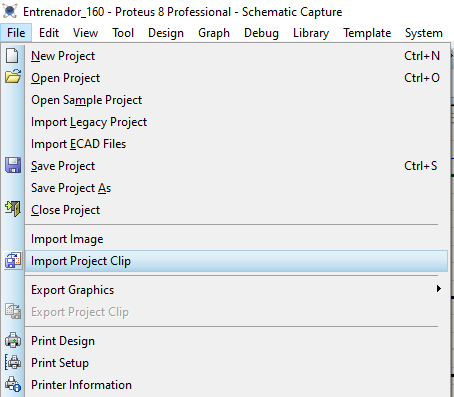 Entrenador_160 - Proteus 8 Professional - Schematic Capture
File Edit View Tool Design Graph Debug Library Template System
New Project Ctrl+N
Open Project Ctrl+O
Open Sample Project
Import Legacy Project
Import ECAD Files
Save Project Ctrl+S
Save Project As
Close Project
Import Image
Import Project Clip
Export Graphics
Export Project Clip
Print Design
Print Setup
Printer Information